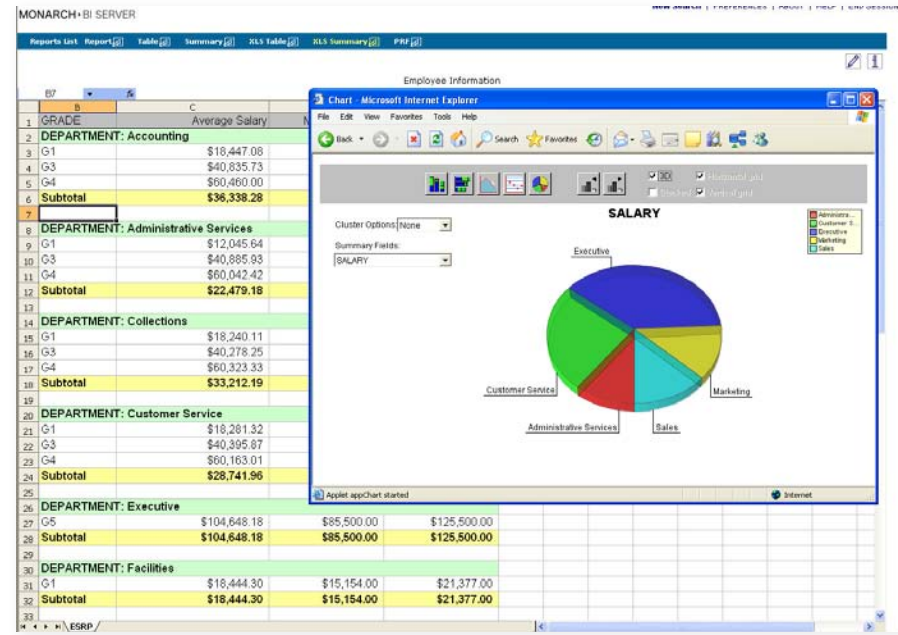 New Search | PREFERENCES | ABOUT | HELP | END SESSION
MONARCH•BI SERVER
Reports List Report Table Summary XLS Table XLS Summary PRF
Employee Information
B7
B C
1 GRADE Average Salary
2 DEPARTMENT: Accounting
3 G1 $18,447.08
4 G3 $40,835.73
5 G4 $60,460.00
6 Subtotal $36,338.28
7
8 DEPARTMENT: Administrative Services
9 G1 $12,045.64
10 G3 $40,885.93
11 G4 $60,042.42
12 Subtotal $22,479.18
13
14 DEPARTMENT: Collections
15 G1 $18,240.11
16 G3 $40,278.25
17 G4 $60,323.33
18 Subtotal $33,212.19
19
20 DEPARTMENT: Customer Service
21 G1 $18,281.32
22 G3 $40,395.87
23 G4 $60,163.01
24 Subtotal $28,741.96
25
26 DEPARTMENT: Executive
27 G5 $104,648.18 $85,500.00 $125,500.00
28 Subtotal $104,648.18 $85,500.00 $125,500.00
29
30 DEPARTMENT: Facilities
31 G1 $18,444.30 $15,154.00 $21,377.00
32 Subtotal $18,444.30 $15,154.00 $21,377.00
33
ESRP
Chart - Microsoft Internet Explorer
File Edit View Favorites Tools Help
Back Search Favorites
3D Horizontal grid
Stacked Vertical grid
SALARY
Cluster Options: None
Summary Fields:
SALARY
Administra...
Customer S...
Executive
Marketing
Sales
Executive
Customer Service
Marketing
Administrative Services
Sales
Applet appChart started
Internet